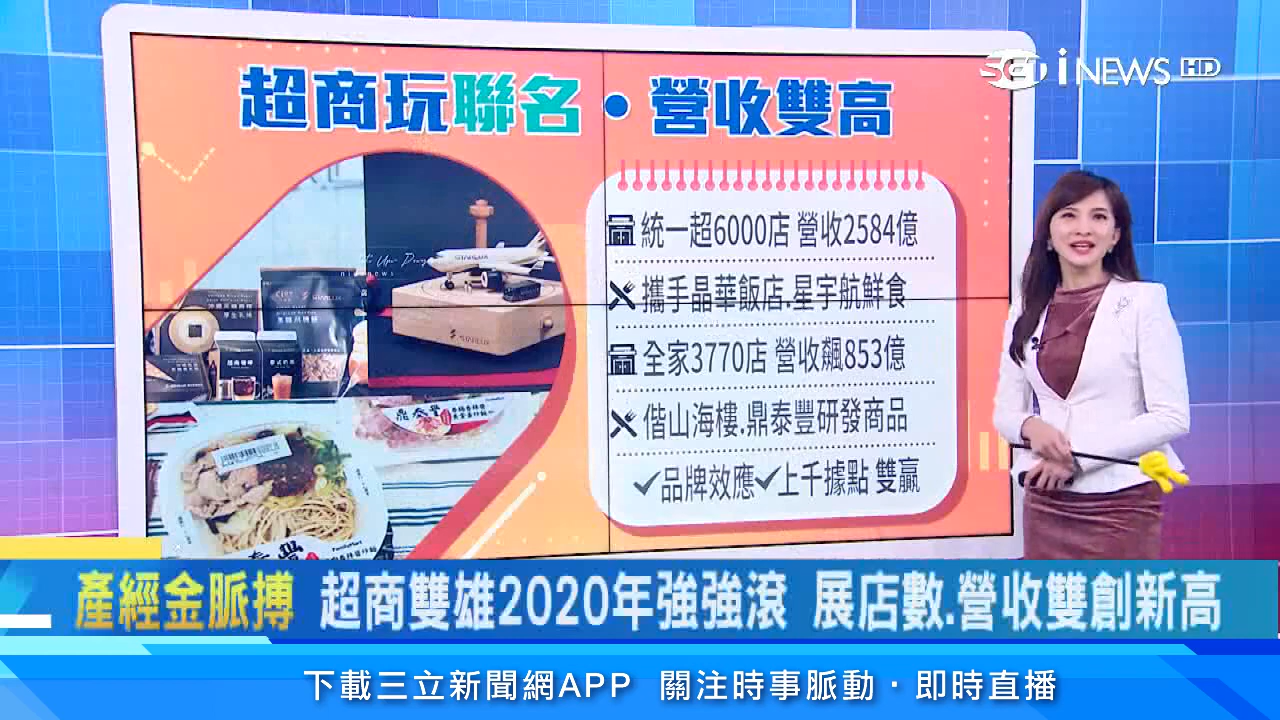 超商玩聯名•營收雙高
SET iNEWS HD
統一超6000店 營收2584億
攜手晶華飯店.星宇航鮮食
全家3770店 營收飆853億
偕山海樓.鼎泰豐研發商品
✓品牌效應✓上千據點 雙贏
STARLUX
STARLUX
鼎泰豐
FamilyMart
產經金脈搏 超商雙雄2020年強強滾 展店數.營收雙創新高
下載三立新聞網APP 關注時事脈動・即時直播